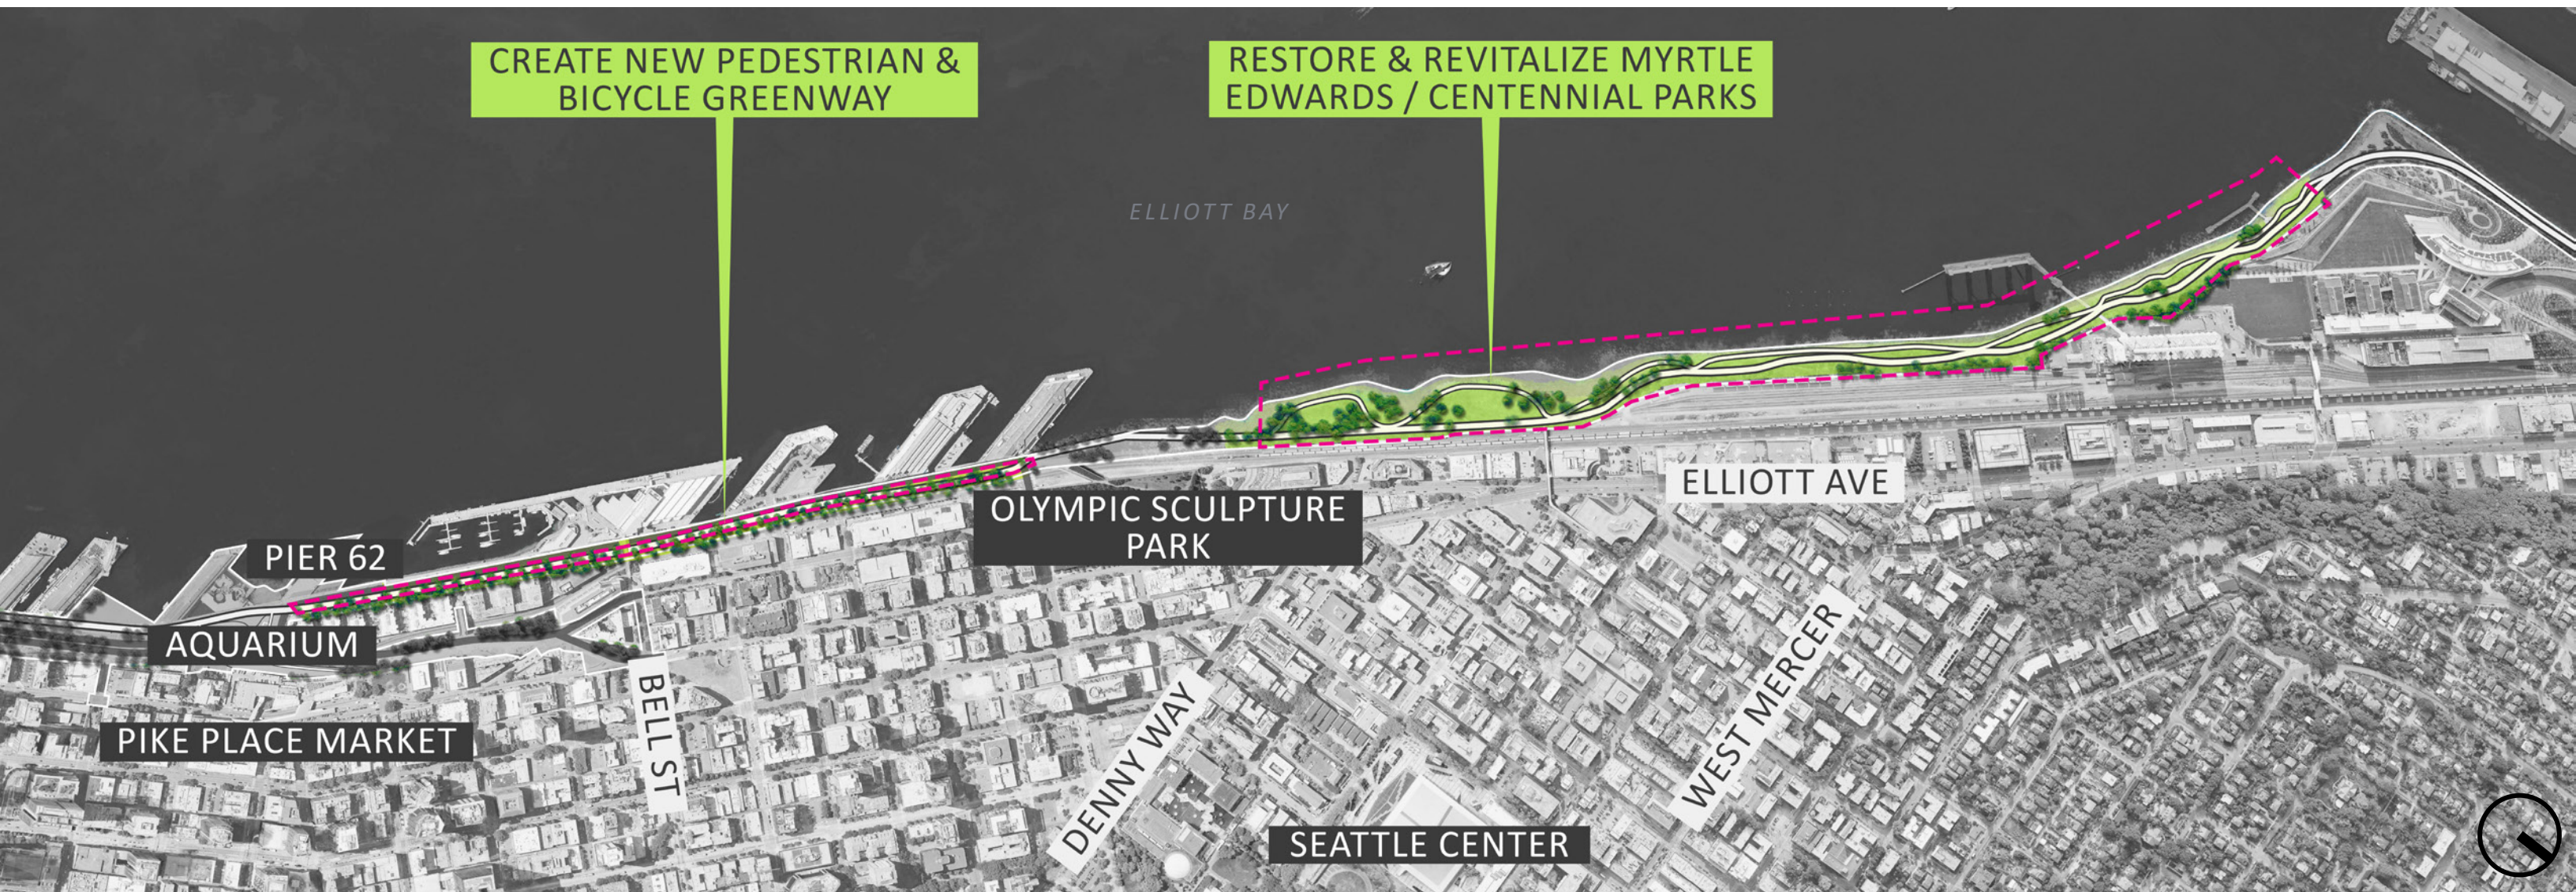 CREATE NEW PEDESTRIAN &
BICYCLE GREENWAY
RESTORE & REVITALIZE MYRTLE
EDWARDS / CENTENNIAL PARKS
ELLIOTT BAY
ELLIOTT AVE
OLYMPIC SCULPTURE
PARK
PIER 62
AQUARIUM
PIKE PLACE MARKET
BELL ST
DENNY WAY
WEST MERCER
SEATTLE CENTER